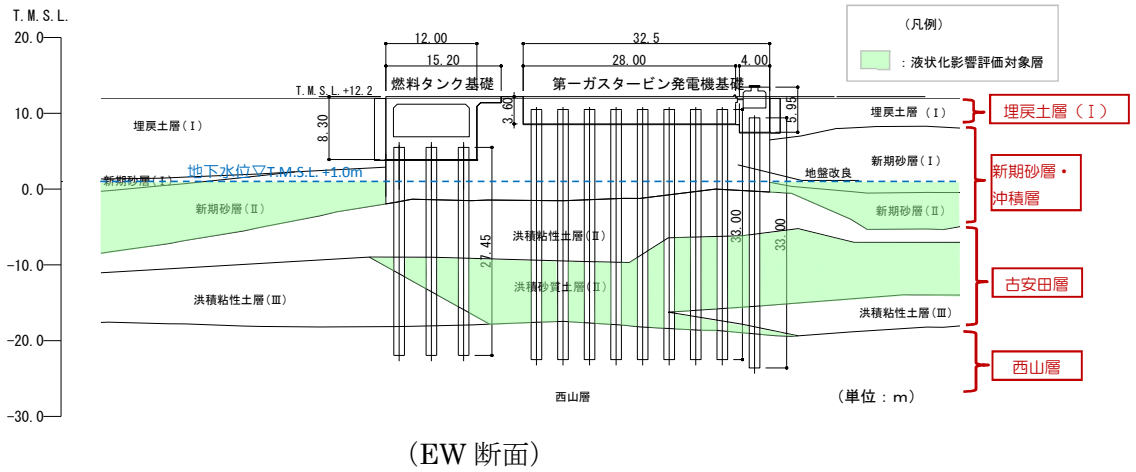 T.M.S.L.
20.0
10.0
0.0
-10.0
-20.0
-30.0
（凡例）
：液状化影響評価対象層
12.00
15.20
32.5
28.00
4.00
燃料タンク基礎
第一ガスタービン発電機基礎
T.M.S.L.+12.2
8.30
3.60
5.95
埋戻土層(Ⅰ)
埋戻土層（Ⅰ）
埋戻土層（Ⅰ）
地下水位▽T.M.S.L. +1.0m
新期砂層(Ⅰ)
新期砂層(Ⅰ)
地盤改良
新期砂層・
沖積層
新期砂層(Ⅱ)
新期砂層(Ⅱ)
27.45
33.00
33.00
洪積粘性土層(Ⅱ)
洪積砂質土層(Ⅱ)
洪積粘性土層(Ⅲ)
洪積粘性土層(Ⅲ)
古安田層
西山層
西山層
（単位：ｍ）
（EW 断面）